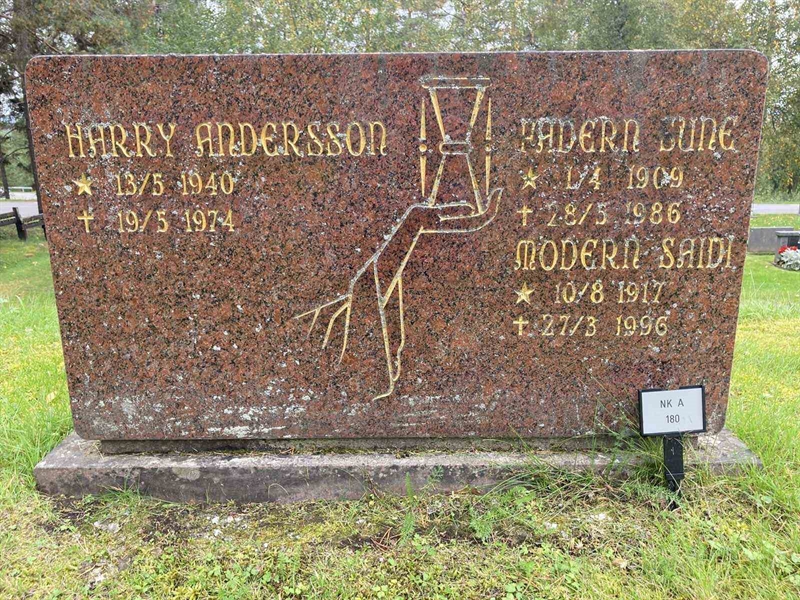 HARRY ANDERSSON
13/5 1940
19/5 1974
FADERN SUNE
1/4 1909
28/5 1986
MODERN SAIDI
10/8 1917
27/3 1996
NK A
180